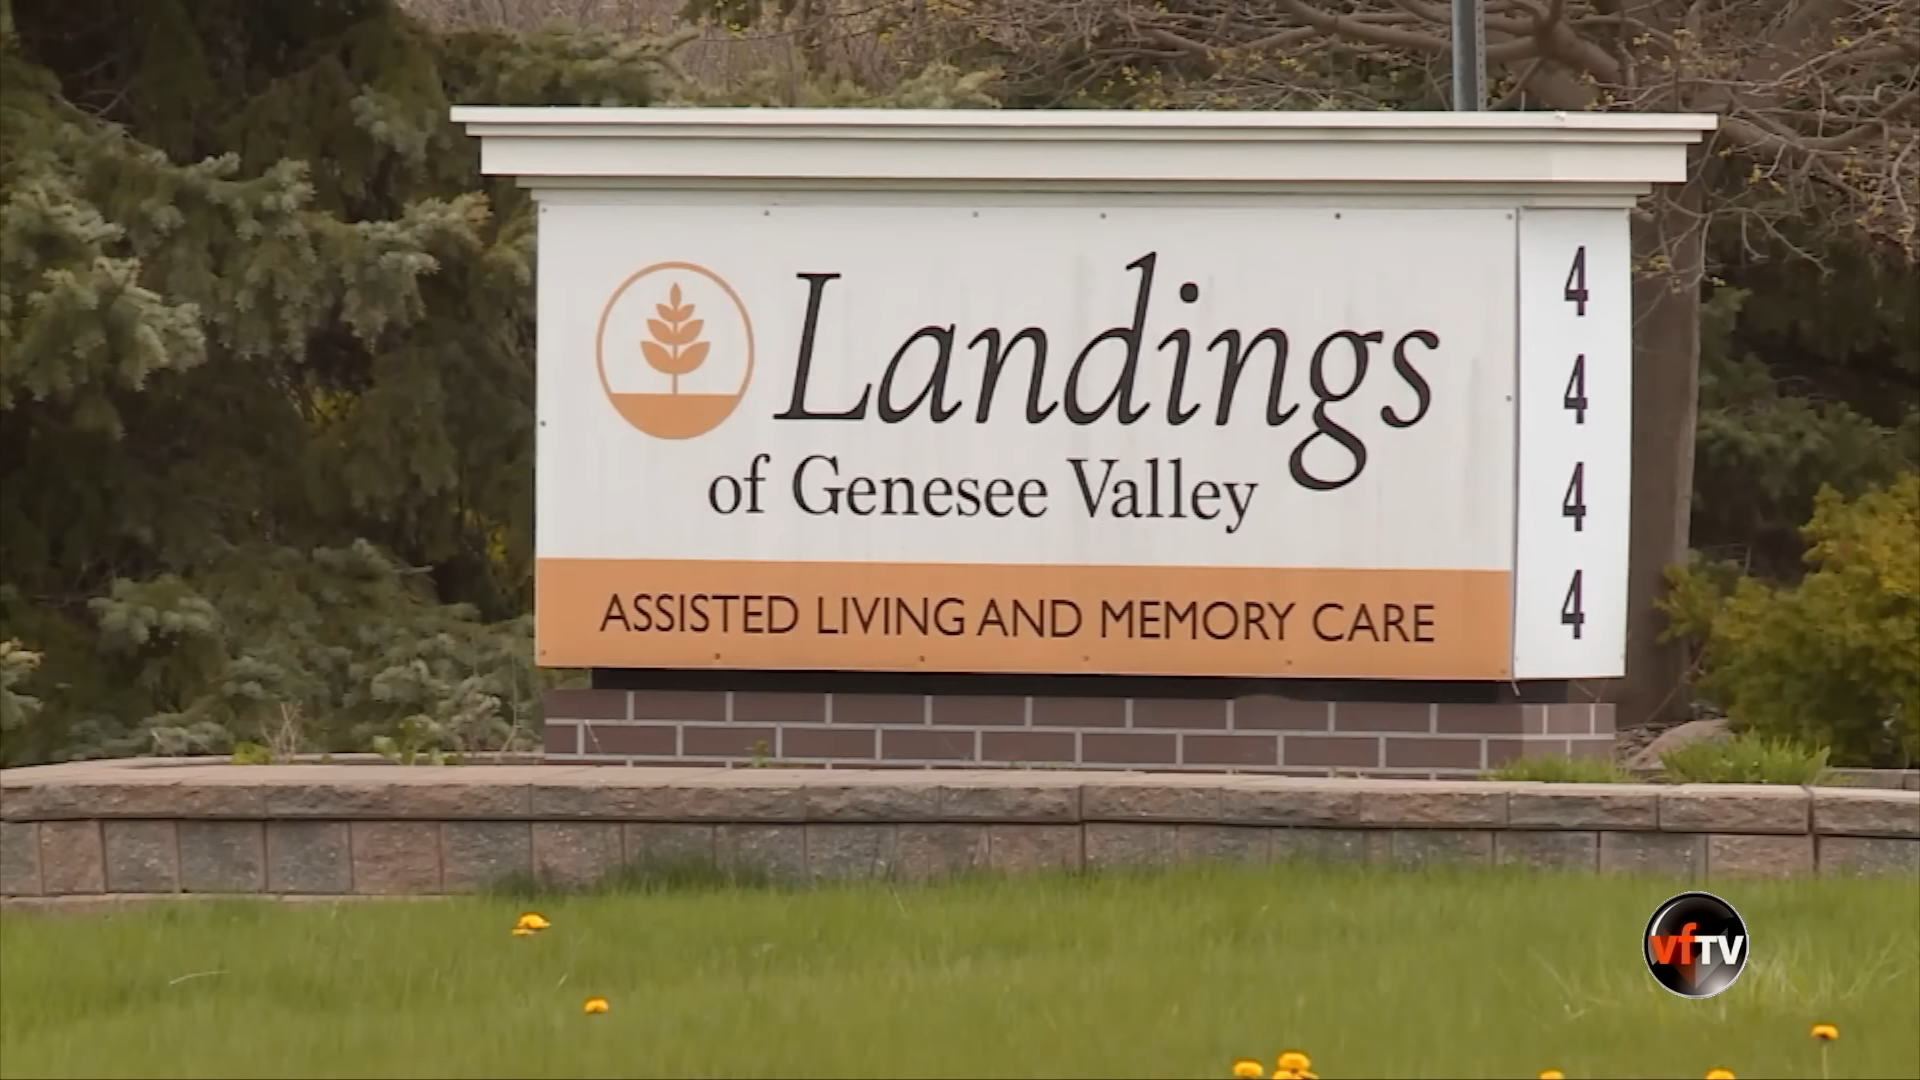 Landings
of Genesee Valley
ASSISTED LIVING AND MEMORY CARE
4
4
4
4
vfTV